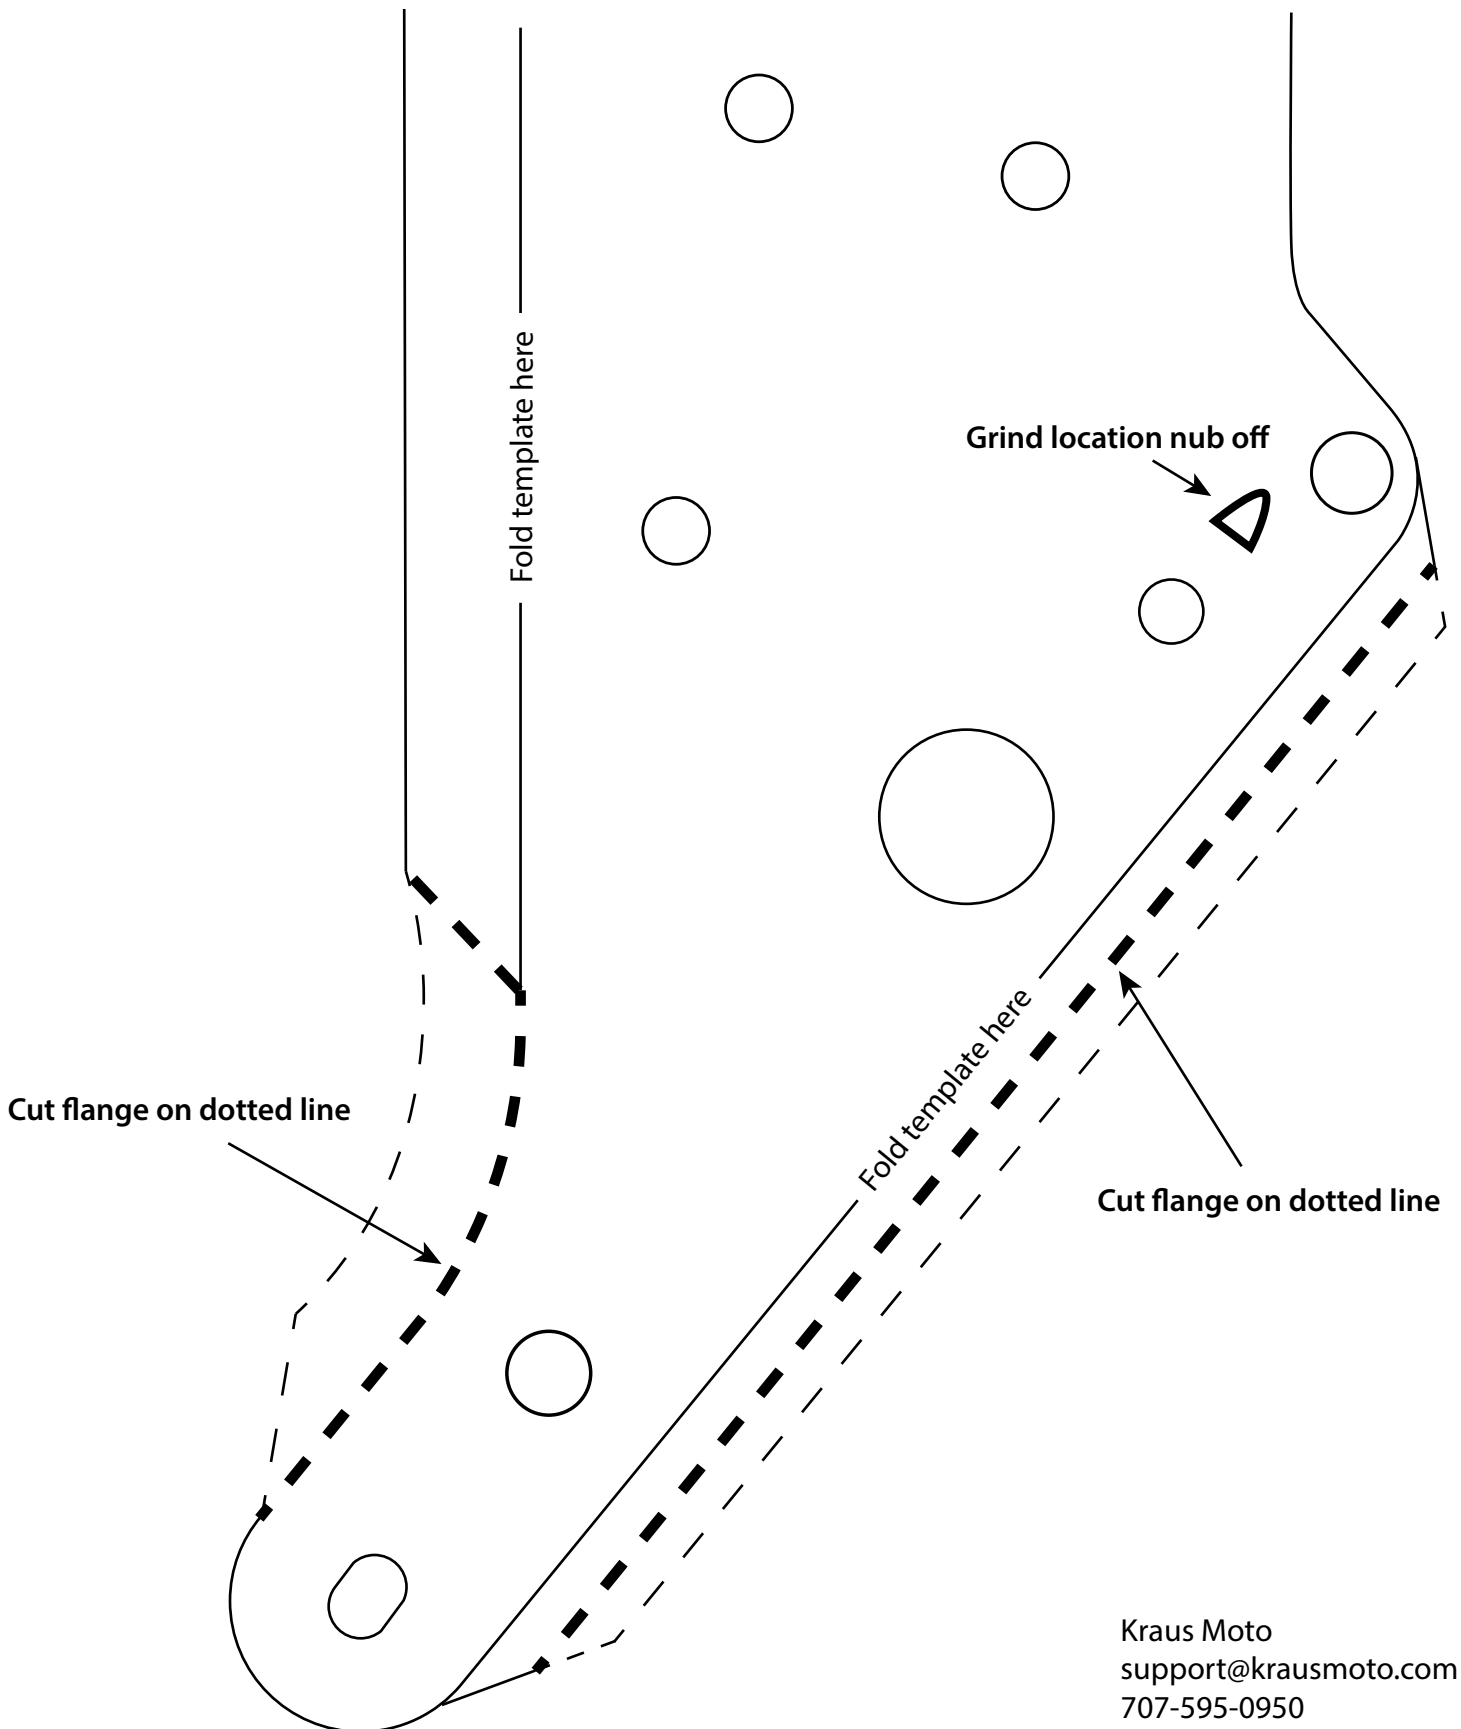 Fold template here
Grind location nub off
Fold template here
Cut flange on dotted line
Cut flange on dotted line
Kraus Moto
support@krausmoto.com
707-595-0950